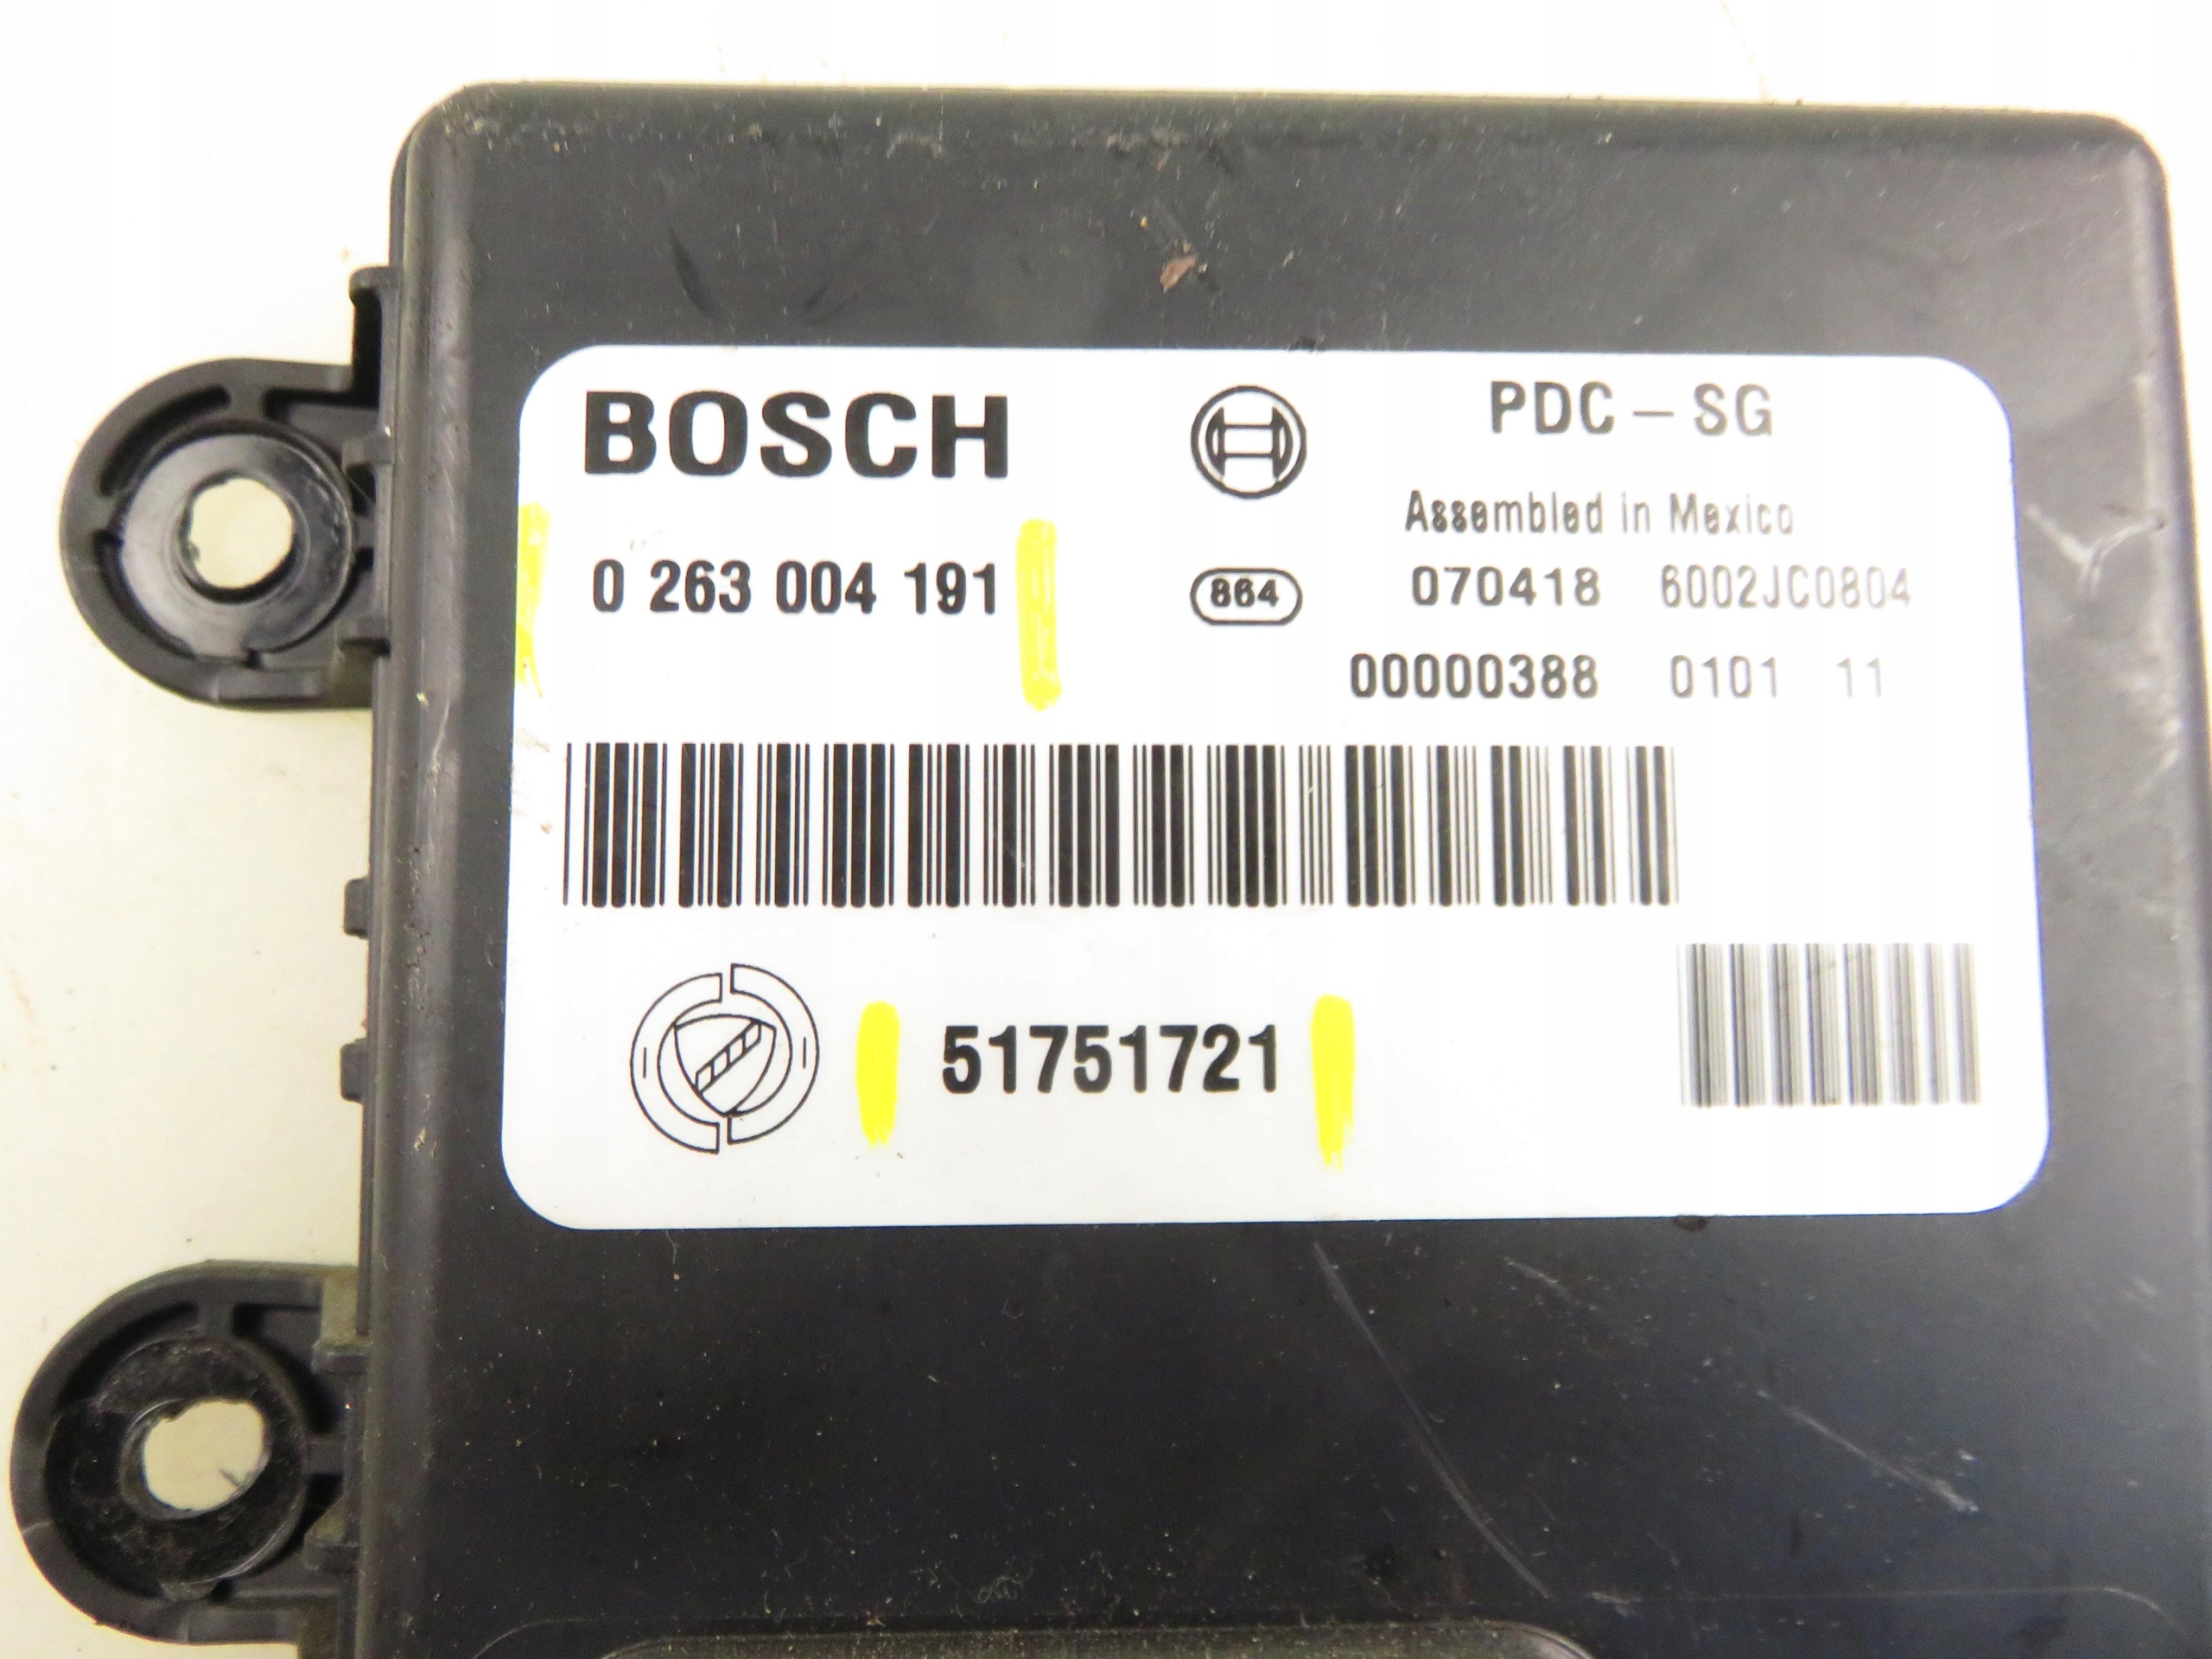 BOSCH
PDC – SG
Assembled in Mexico
0 263 004 191
864
070418 6002JC0804
00000388 0101 11
51751721